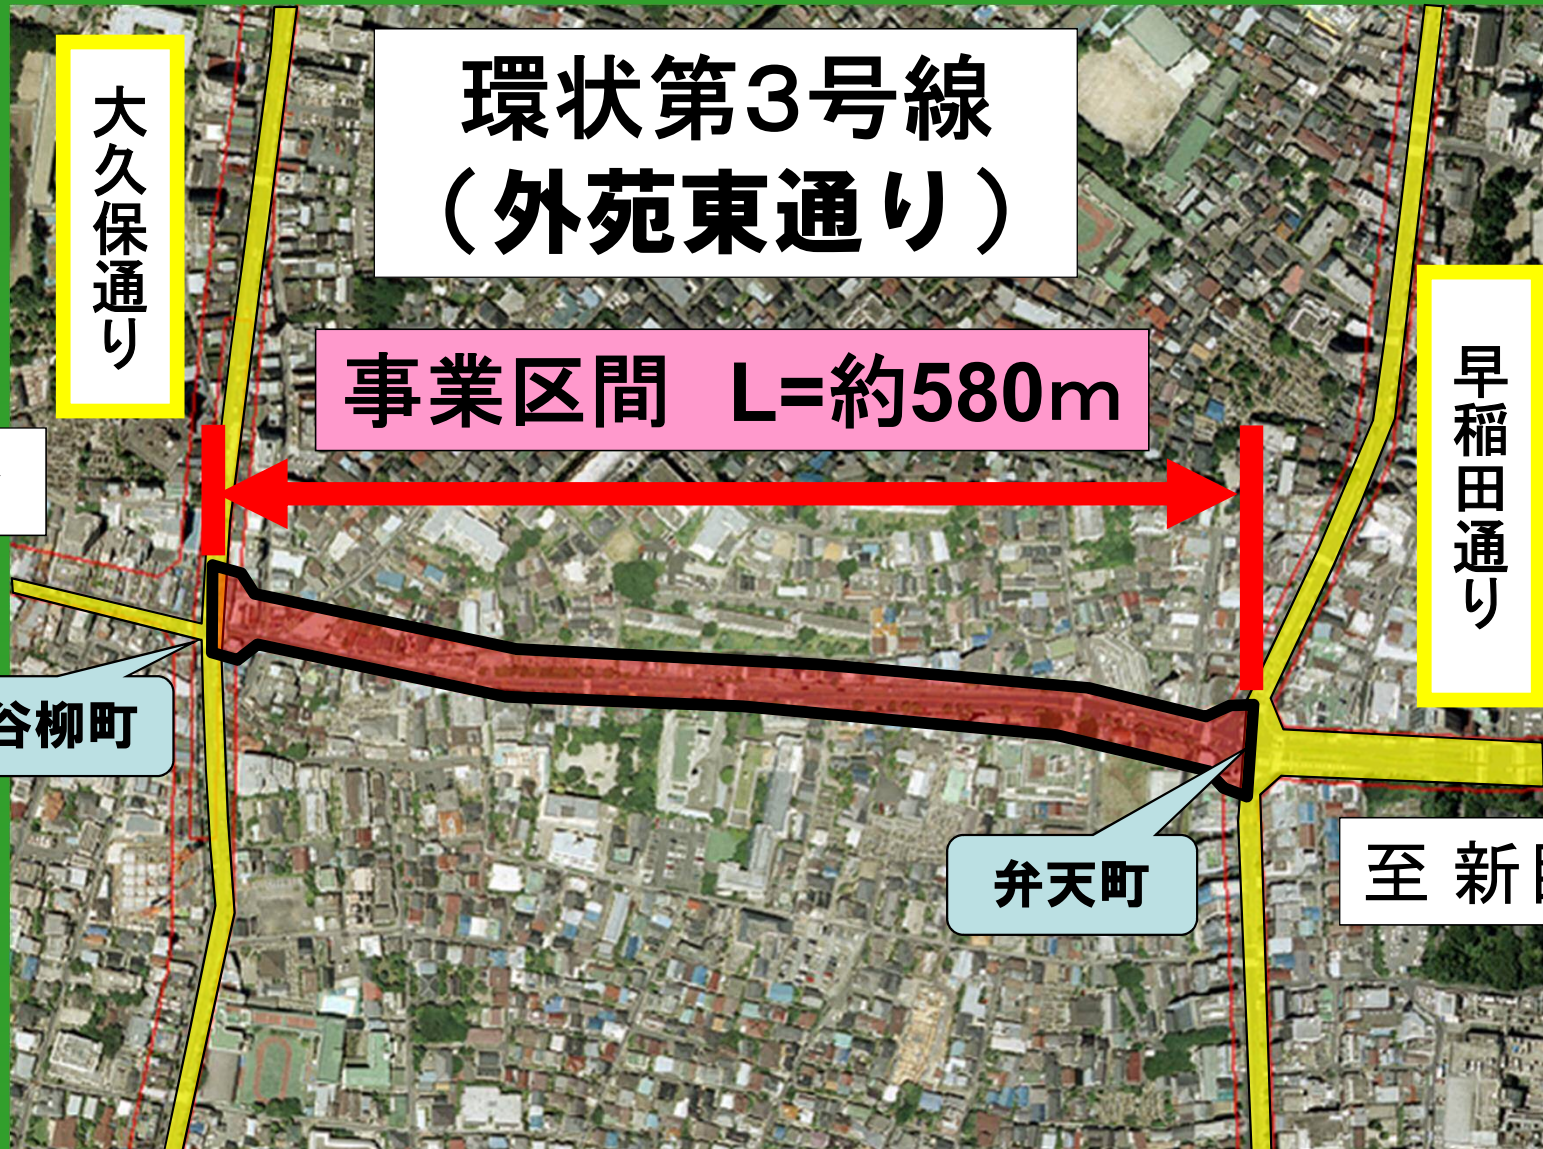 環状第3号線
（外苑東通り）
大久保通り
事業区間　L=約580m
早稲田通り
谷柳町
弁天町
至 新